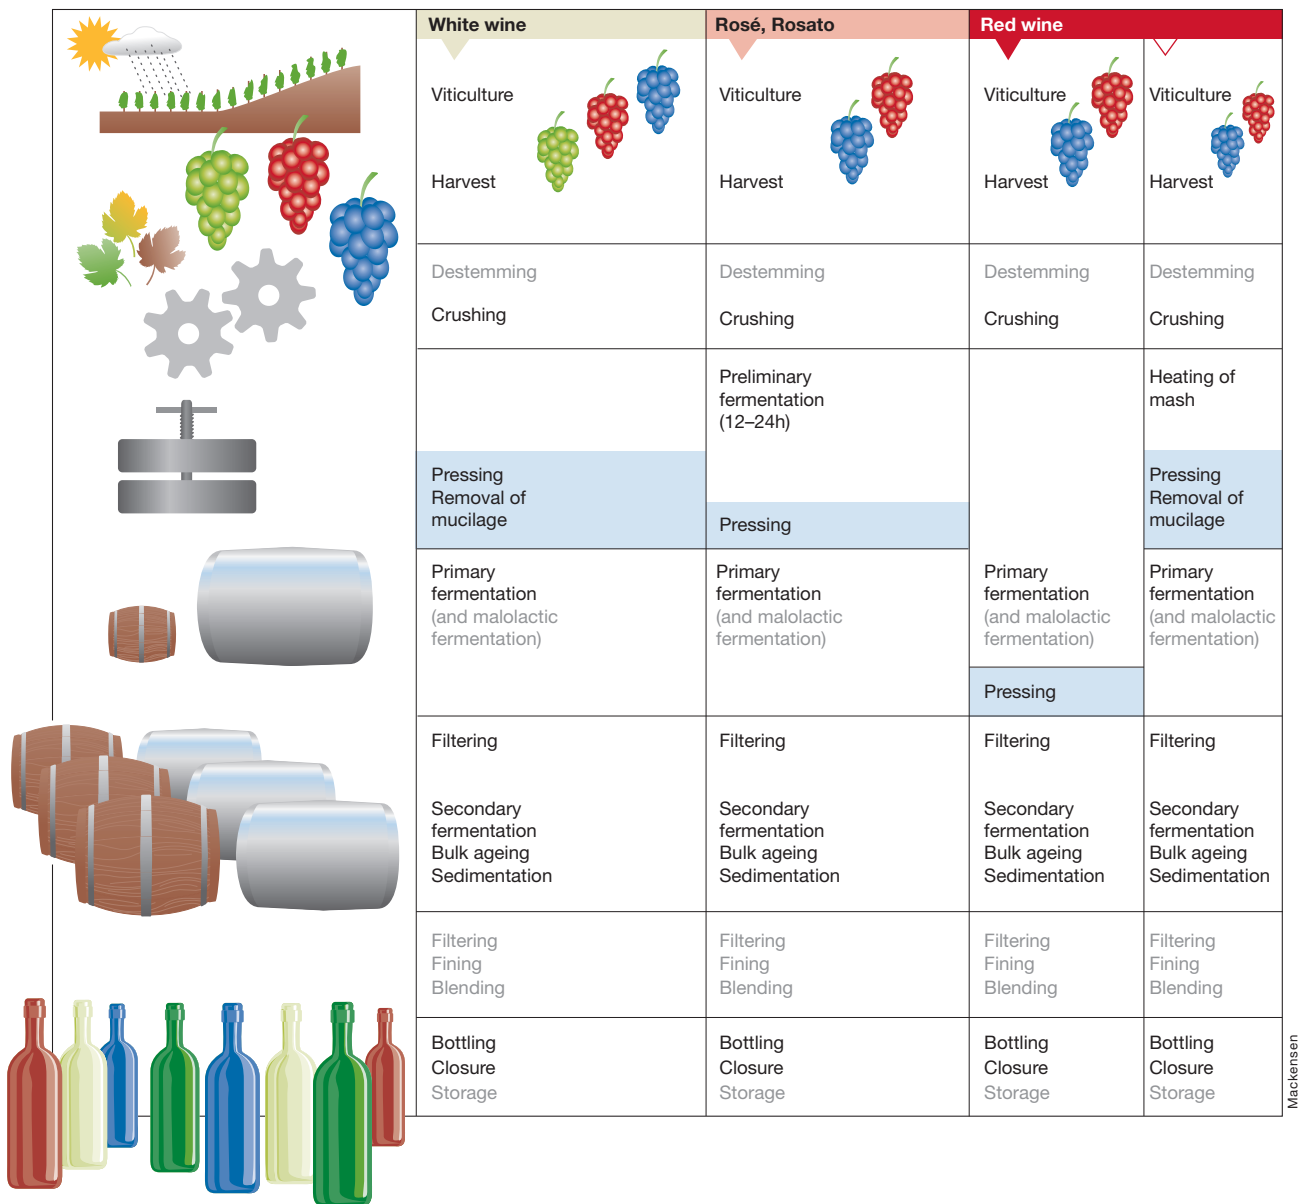 White wine
Rosé, Rosato
Red wine
Viticulture
Viticulture
Viticulture
Viticulture
Harvest
Harvest
Harvest
Harvest
Destemming
Destemming
Destemming
Destemming
Crushing
Crushing
Crushing
Crushing
Preliminary
fermentation
(12–24h)
Heating of
mash
Pressing
Removal of
mucilage
Pressing
Pressing
Removal of
mucilage
Primary
fermentation
(and malolactic
fermentation)
Primary
fermentation
(and malolactic
fermentation)
Primary
fermentation
(and malolactic
fermentation)
Primary
fermentation
(and malolactic
fermentation)
Pressing
Filtering
Filtering
Filtering
Filtering
Secondary
fermentation
Bulk ageing
Sedimentation
Secondary
fermentation
Bulk ageing
Sedimentation
Secondary
fermentation
Bulk ageing
Sedimentation
Secondary
fermentation
Bulk ageing
Sedimentation
Filtering
Fining
Blending
Filtering
Fining
Blending
Filtering
Fining
Blending
Filtering
Fining
Blending
Bottling
Closure
Storage
Bottling
Closure
Storage
Bottling
Closure
Storage
Bottling
Closure
Storage
Mackensen